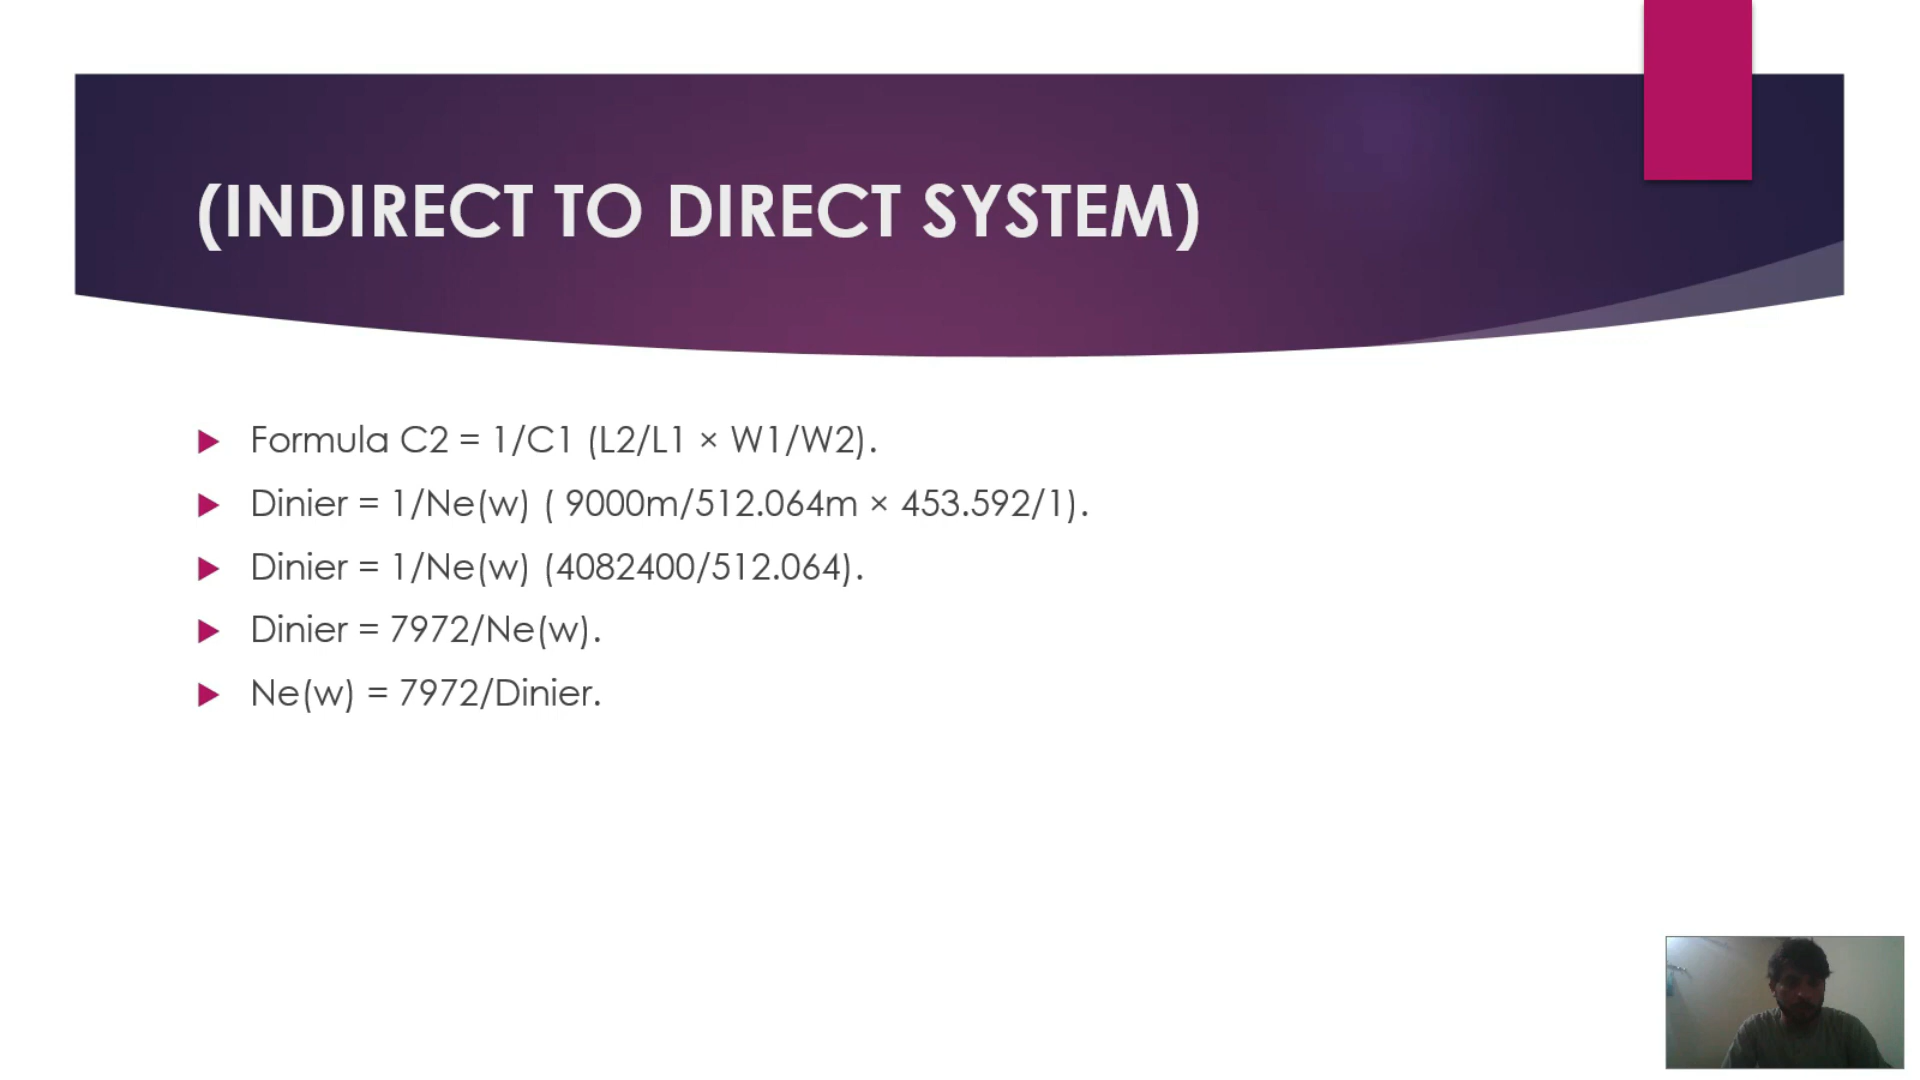 (INDIRECT TO DIRECT SYSTEM)
Formula C2 = 1/C1 (L2/L1 × W1/W2).
Dinier = 1/Ne(w) ( 9000m/512.064m × 453.592/1).
Dinier = 1/Ne(w) (4082400/512.064).
Dinier = 7972/Ne(w).
Ne(w) = 7972/Dinier.